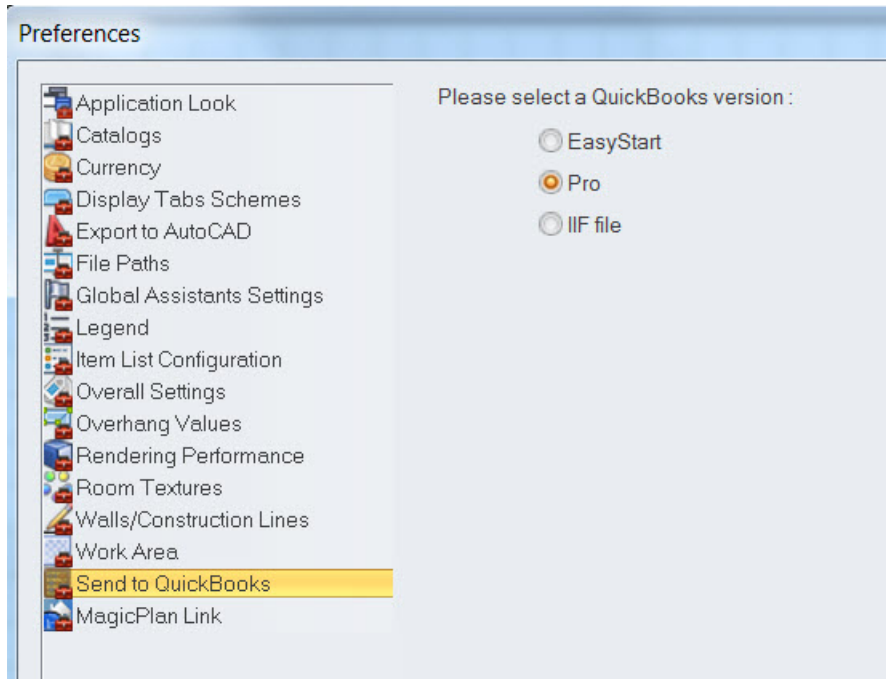 Preferences
Application Look
Catalogs
Currency
Display Tabs Schemes
Export to AutoCAD
File Paths
Global Assistants Settings
Legend
Item List Configuration
Overall Settings
Overhang Values
Rendering Performance
Room Textures
Walls/Construction Lines
Work Area
Send to QuickBooks
MagicPlan Link
Please select a QuickBooks version :
EasyStart
Pro
IIF file